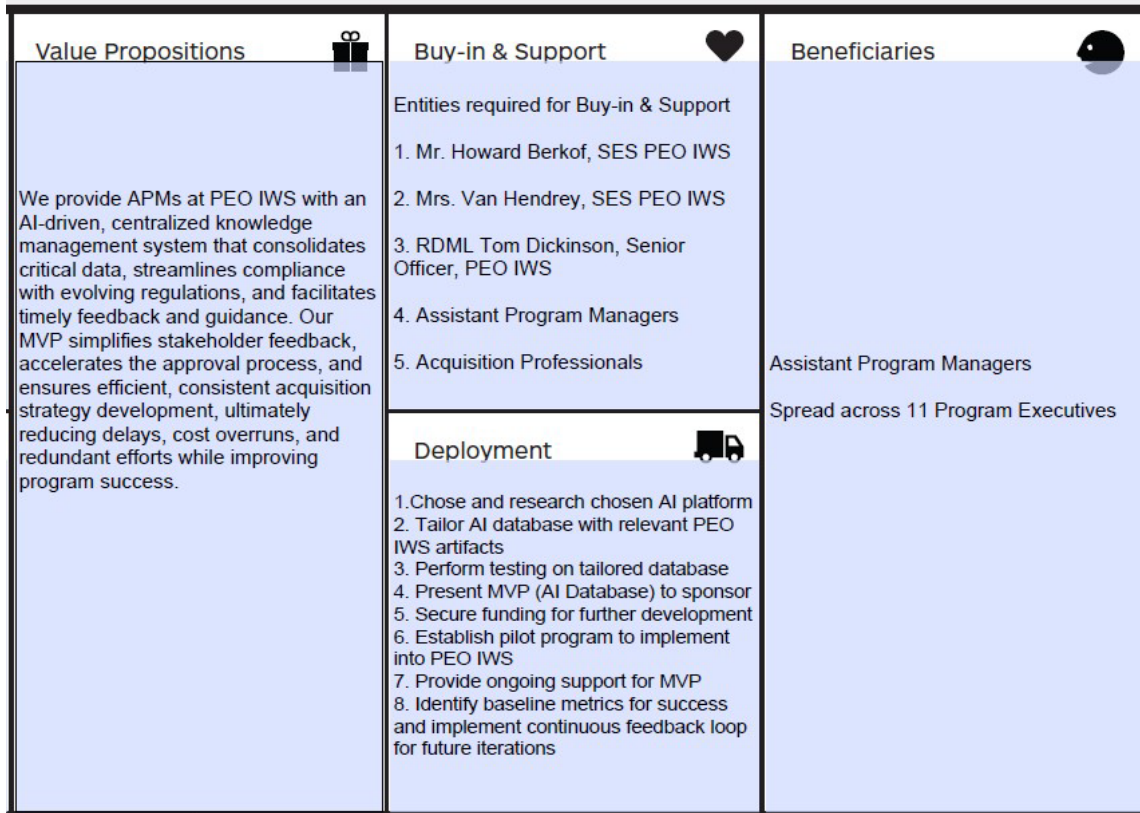 Value Propositions
We provide APMs at PEO IWS with an
AI-driven, centralized knowledge
management system that consolidates
critical data, streamlines compliance
with evolving regulations, and facilitates
timely feedback and guidance. Our
MVP simplifies stakeholder feedback,
accelerates the approval process, and
ensures efficient, consistent acquisition
strategy development, ultimately
reducing delays, cost overruns, and
redundant efforts while improving
program success.
Buy-in & Support
Entities required for Buy-in & Support
1. Mr. Howard Berkof, SES PEO IWS
2. Mrs. Van Hendrey, SES PEO IWS
3. RDML Tom Dickinson, Senior
Officer, PEO IWS
4. Assistant Program Managers
5. Acquisition Professionals
Deployment
1.Chose and research chosen AI platform
2. Tailor AI database with relevant PEO
IWS artifacts
3. Perform testing on tailored database
4. Present MVP (AI Database) to sponsor
5. Secure funding for further development
6. Establish pilot program to implement
into PEO IWS
7. Provide ongoing support for MVP
8. Identify baseline metrics for success
and implement continuous feedback loop
for future iterations
Beneficiaries
Assistant Program Managers
Spread across 11 Program Executives